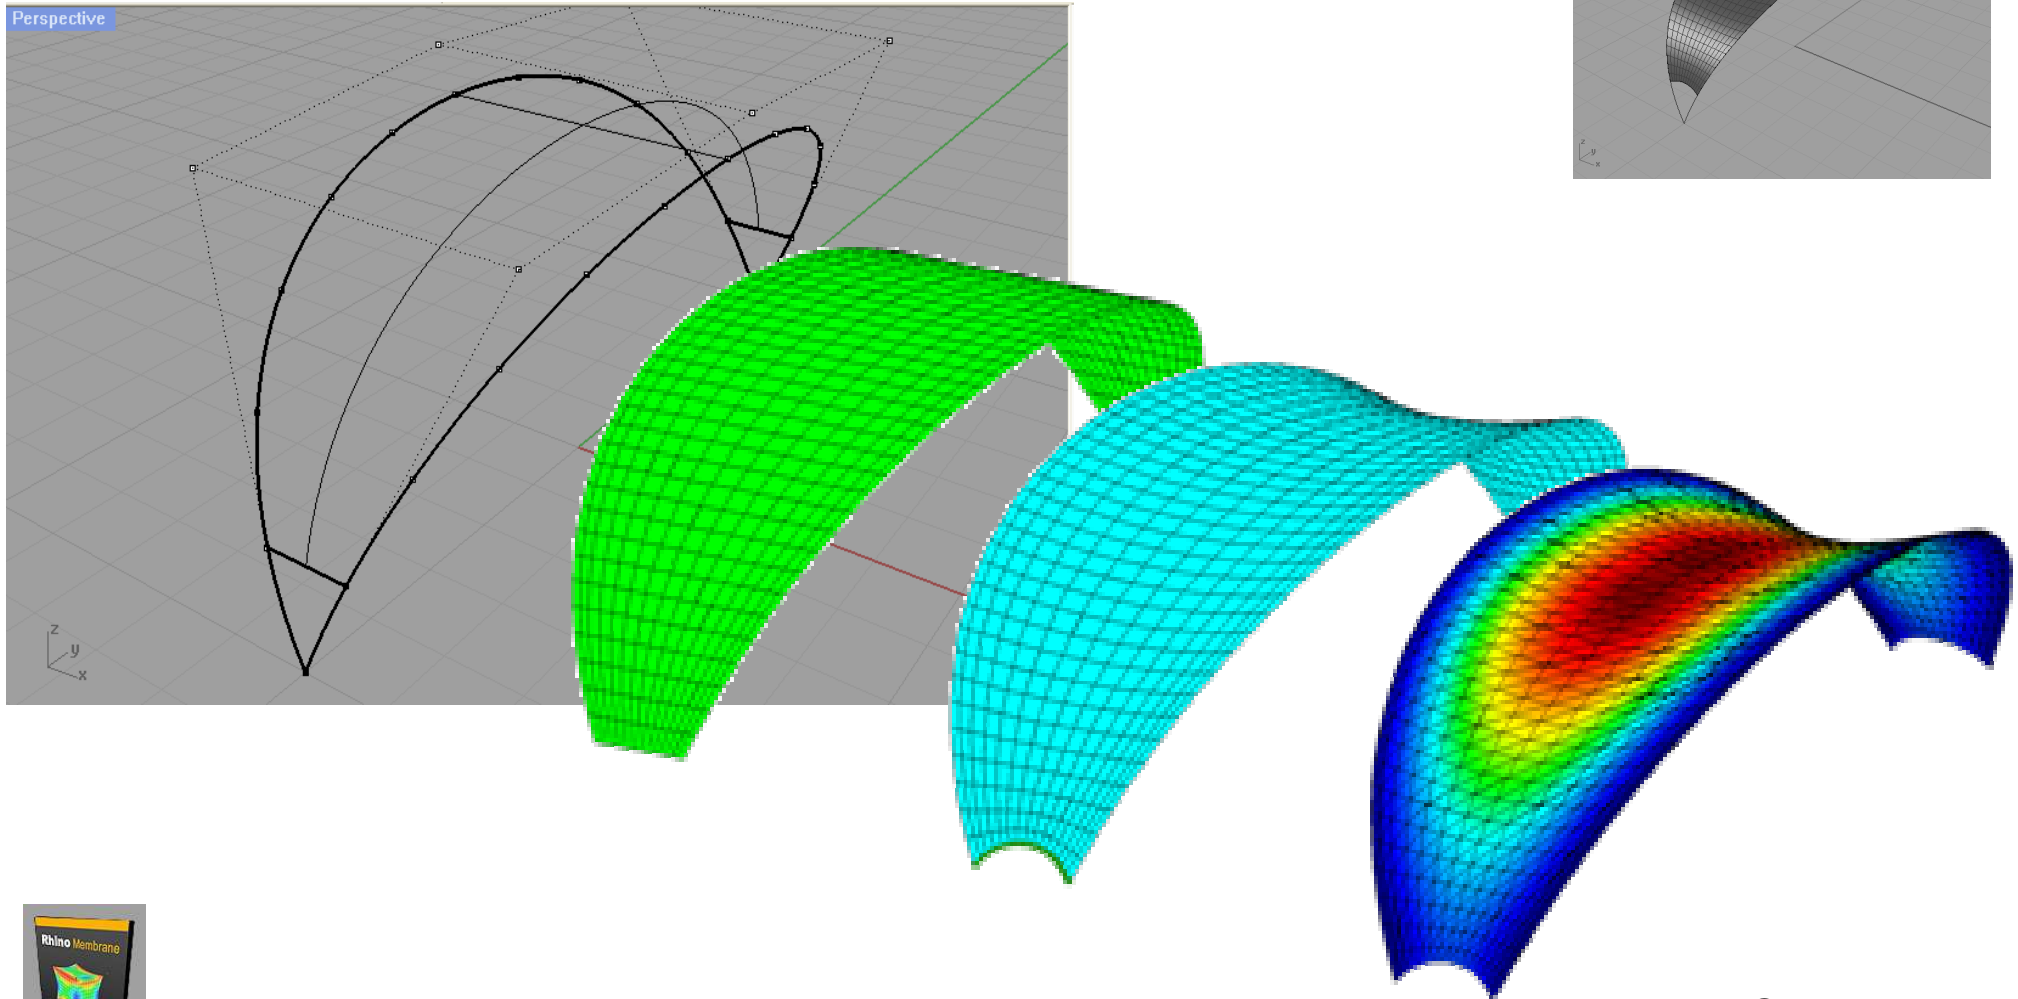 Perspective
z
y
x
z
y
x
Rhino Membrane